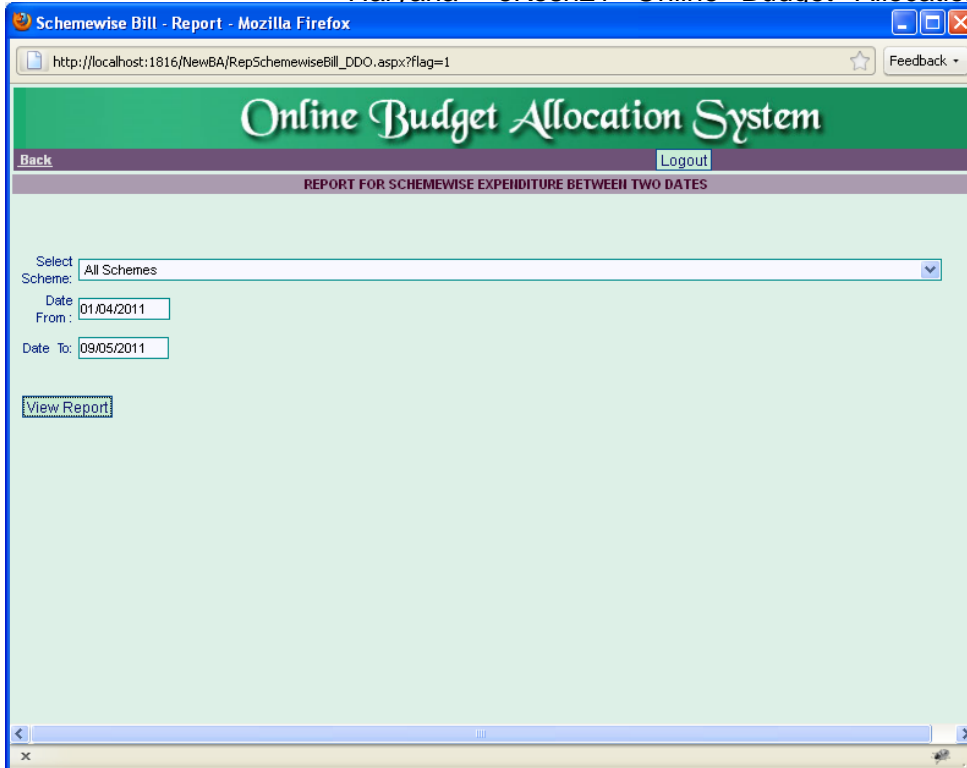 Schemewise Bill - Report - Mozilla Firefox
http://localhost:1816/NewBA/RepSchemewiseBill_DDO.aspx?flag=1
Feedback
Online Budget Allocation System
Back
Logout
REPORT FOR SCHEMEWISE EXPENDITURE BETWEEN TWO DATES
Select
Scheme:
All Schemes
Date
From :
01/04/2011
Date To:
09/05/2011
View Report